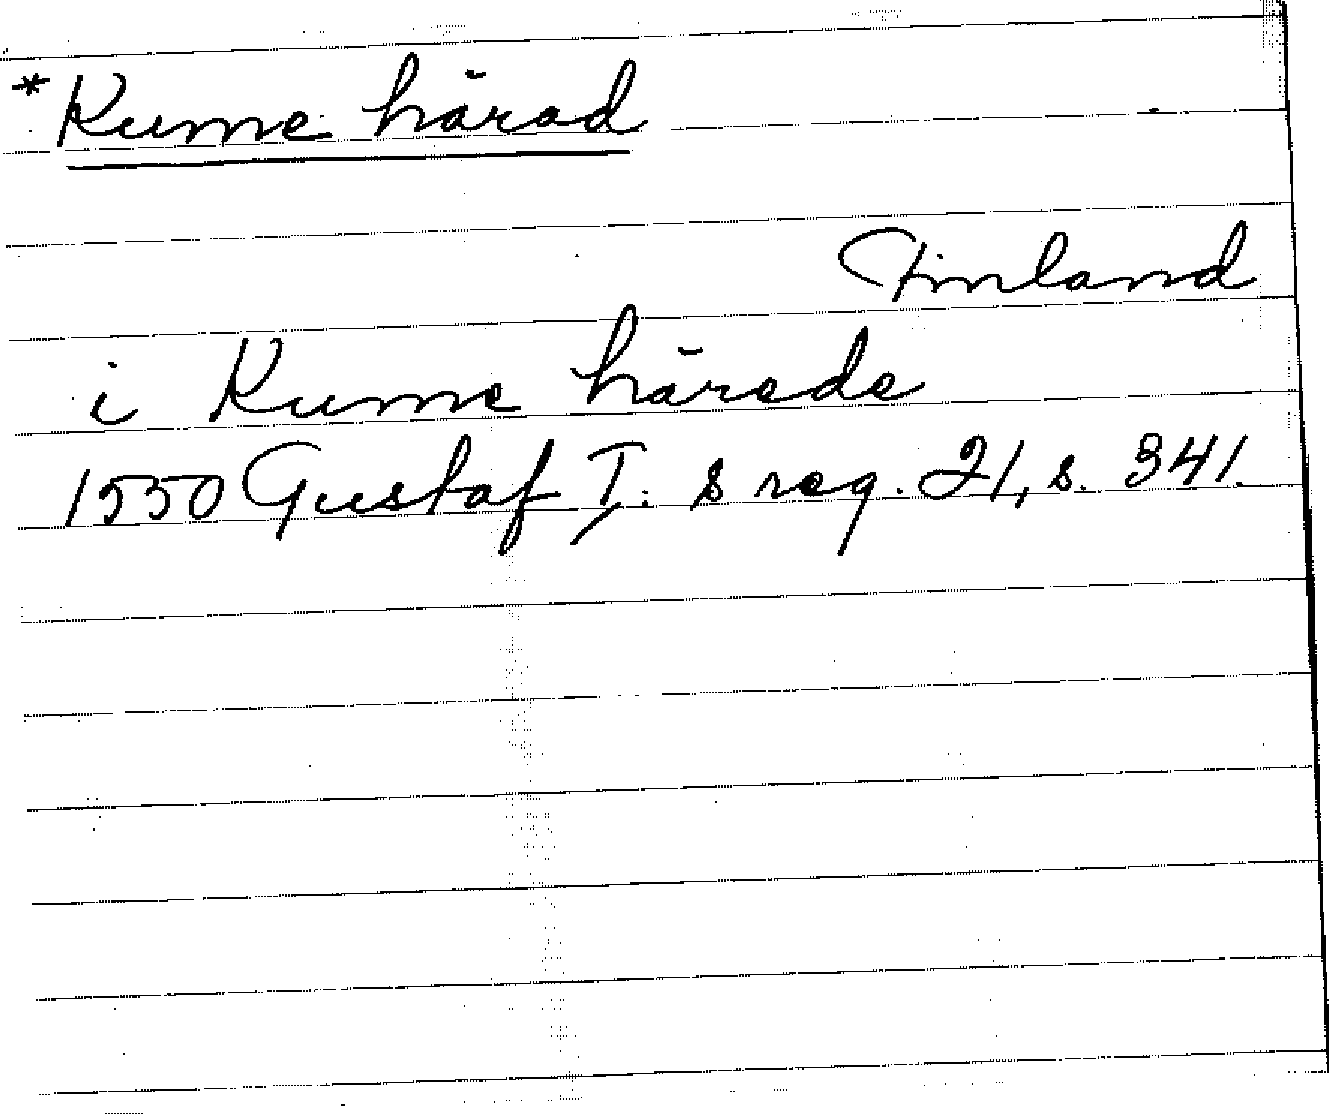 * Kume härad
Finland
i Kume härede
1550 Gustaf I:s reg. 21, s. 341.